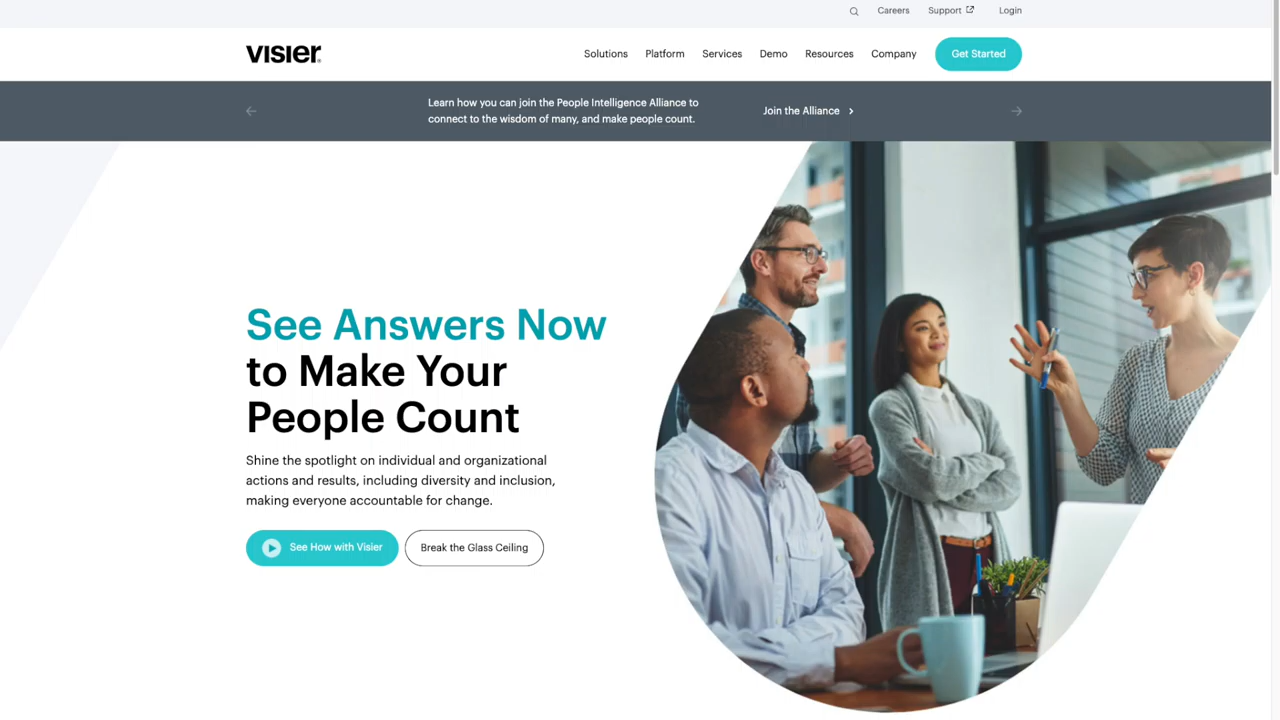 Careers
Support
Login
VISIER
Solutions
Platform
Services
Demo
Resources
Company
Get Started
Learn how you can join the People Intelligence Alliance to
connect to the wisdom of many, and make people count.
Join the Alliance
See Answers Now
to Make Your
People Count
Shine the spotlight on individual and organizational
actions and results, including diversity and inclusion,
making everyone accountable for change.
See How with Visier
Break the Glass Ceiling